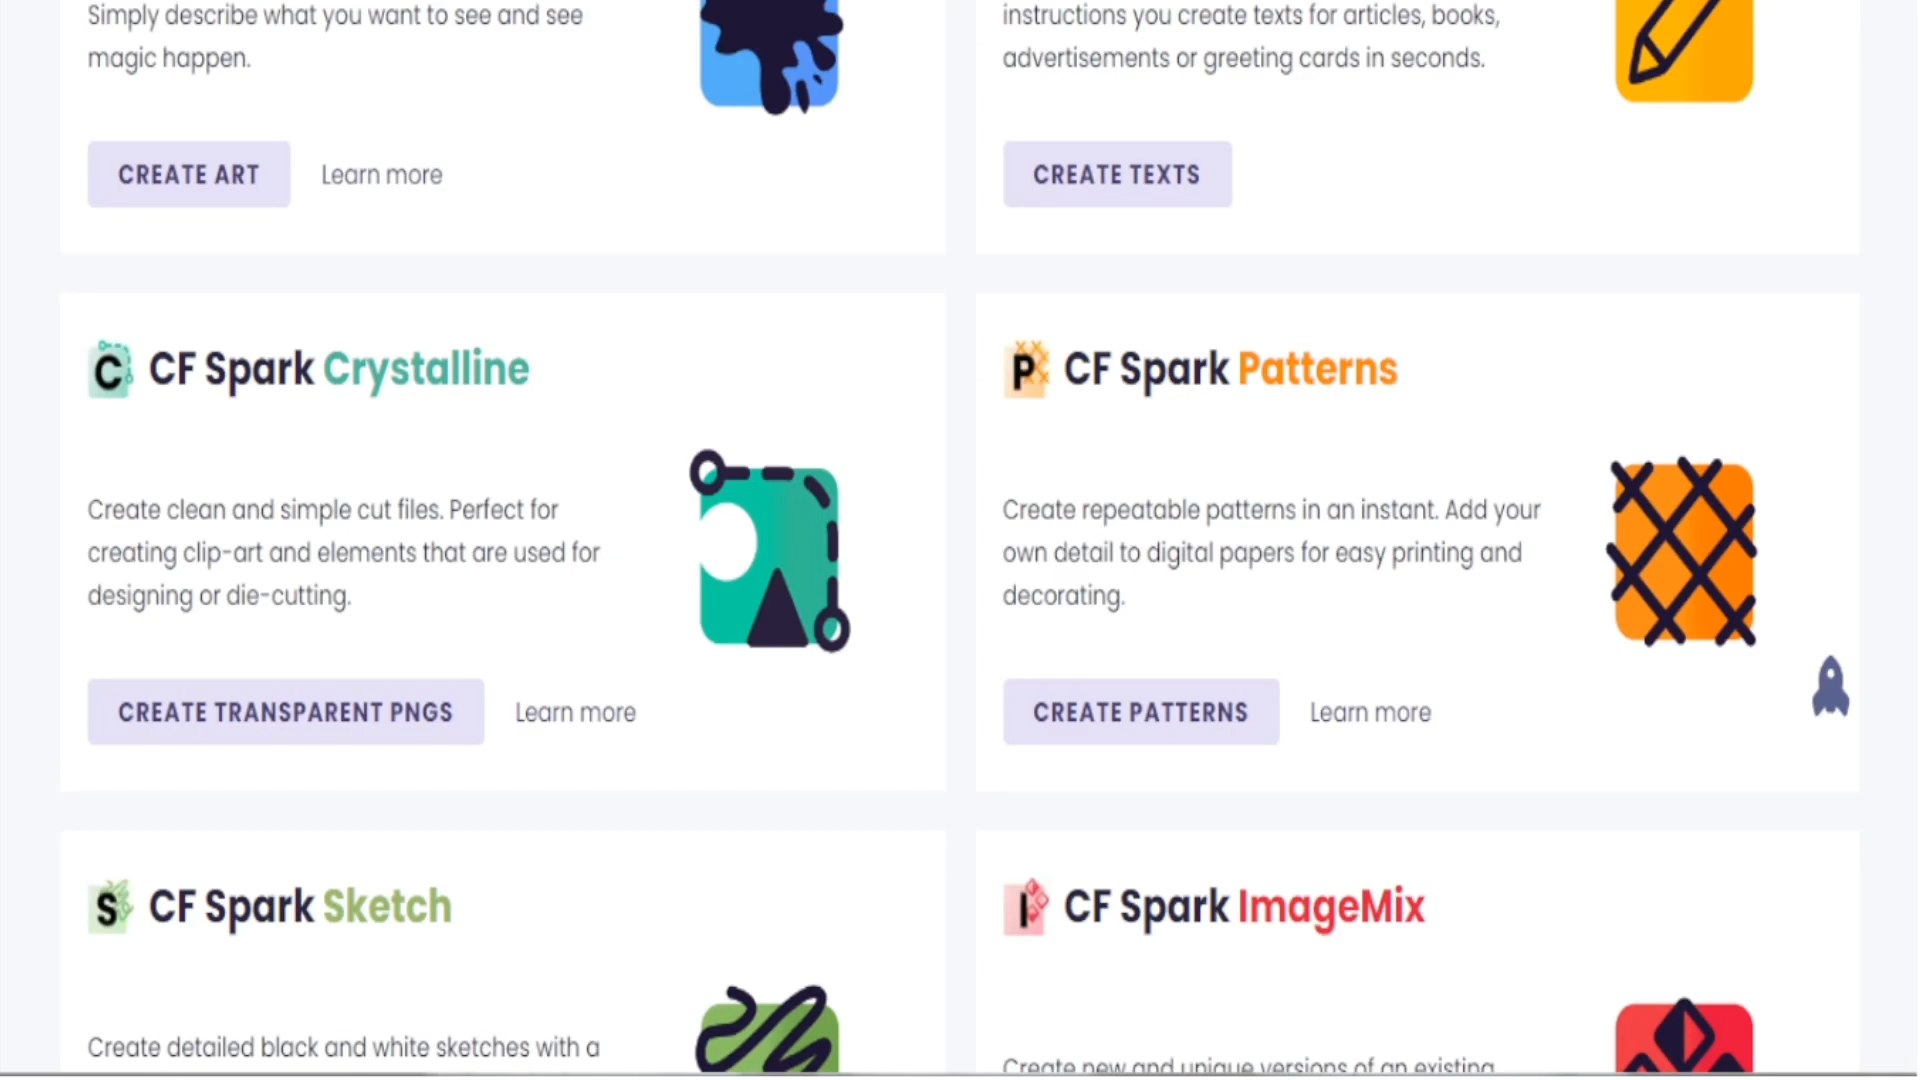 Simply describe what you want to see and see
magic happen.
CREATE ART
Learn more
instructions you create texts for articles, books,
advertisements or greeting cards in seconds.
CREATE TEXTS
C
CF Spark Crystalline
Create clean and simple cut files. Perfect for
creating clip-art and elements that are used for
designing or die-cutting.
CREATE TRANSPARENT PNGS
Learn more
P
CF Spark Patterns
Create repeatable patterns in an instant. Add your
own detail to digital papers for easy printing and
decorating.
CREATE PATTERNS
Learn more
S
CF Spark Sketch
Create detailed black and white sketches with a
I
CF Spark ImageMix
Create new and unique versions of an existing